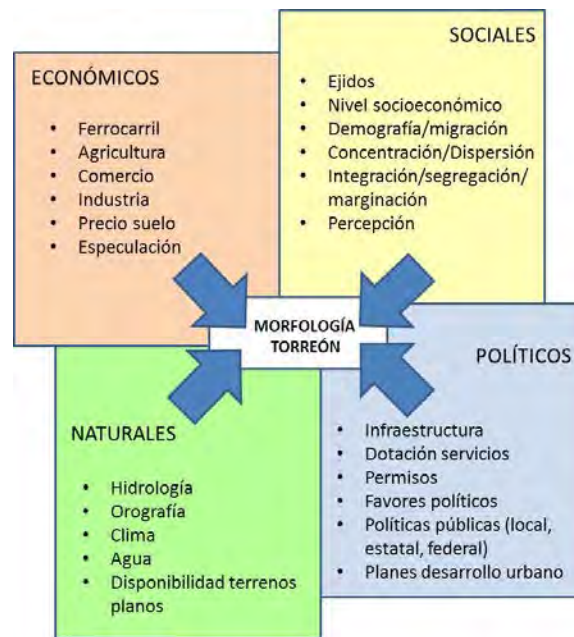 ECONÓMICOS
• Ferrocarril
• Agricultura
• Comercio
• Industria
• Precio suelo
• Especulación
SOCIALES
• Ejidos
• Nivel socioeconómico
• Demografía/migración
• Concentración/Dispersión
• Integración/segregación/
marginación
• Percepción
MORFOLOGÍA
TORREÓN
NATURALES
• Hidrología
• Orografía
• Clima
• Agua
• Disponibilidad terrenos
planos
POLÍTICOS
• Infraestructura
• Dotación servicios
• Permisos
• Favores políticos
• Políticas públicas (local,
estatal, federal)
• Planes desarrollo urbano